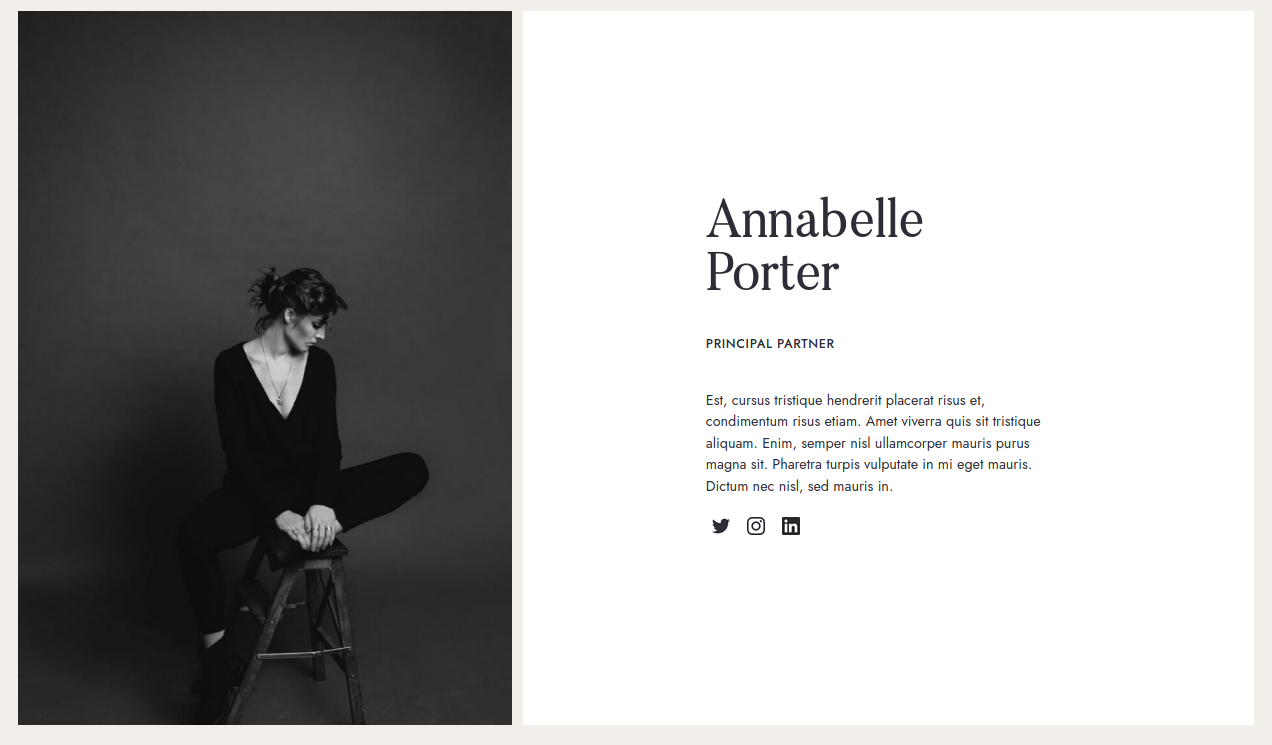 Annabelle
Porter
PRINCIPAL PARTNER
Est, cursus tristique hendrerit placerat risus et,
condimentum risus etiam. Amet viverra quis sit tristique
aliquam. Enim, semper nisl ullamcorper mauris purus
magna sit. Pharetra turpis vulputate in mi eget mauris.
Dictum nec nisl, sed mauris in.
in